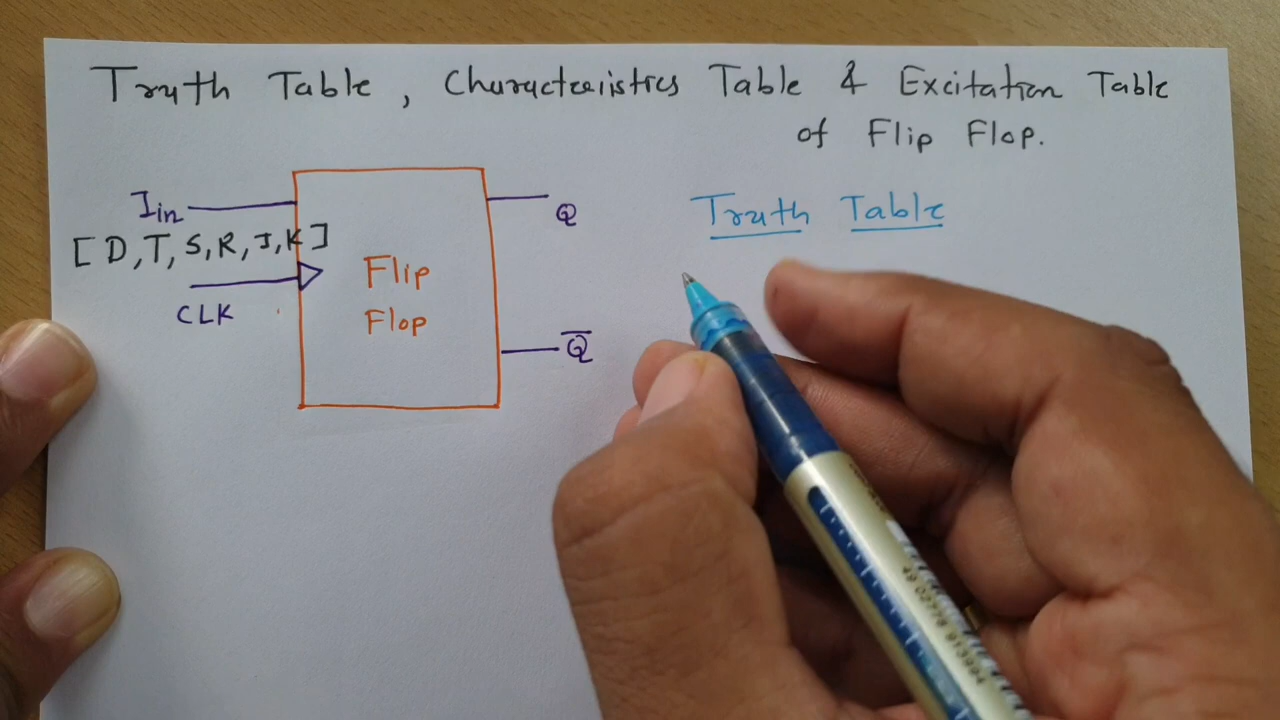 Truth Table, Characteristics Table & Excitation Table
of Flip Flop.
Iin
[D,T,S,R,J,K]
CLK
Flip
Flop
Q
Q̅
Truth Table